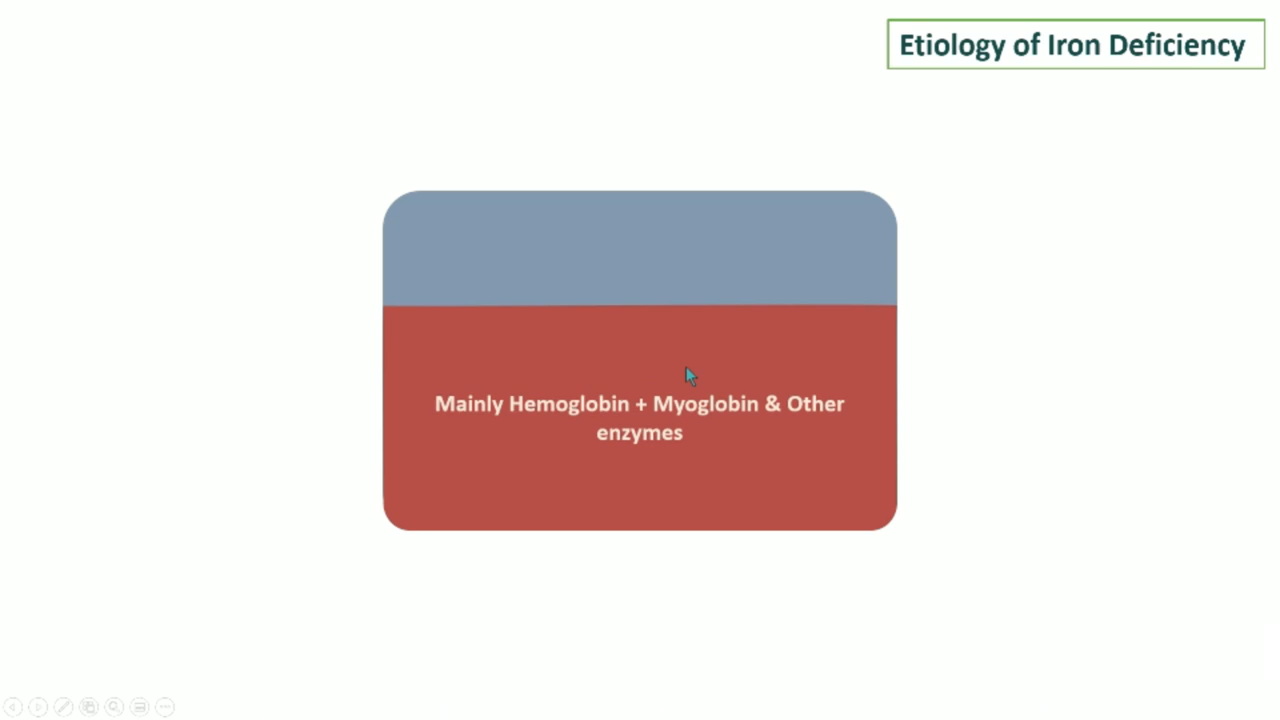 Etiology of Iron Deficiency
Mainly Hemoglobin + Myoglobin & Other
enzymes